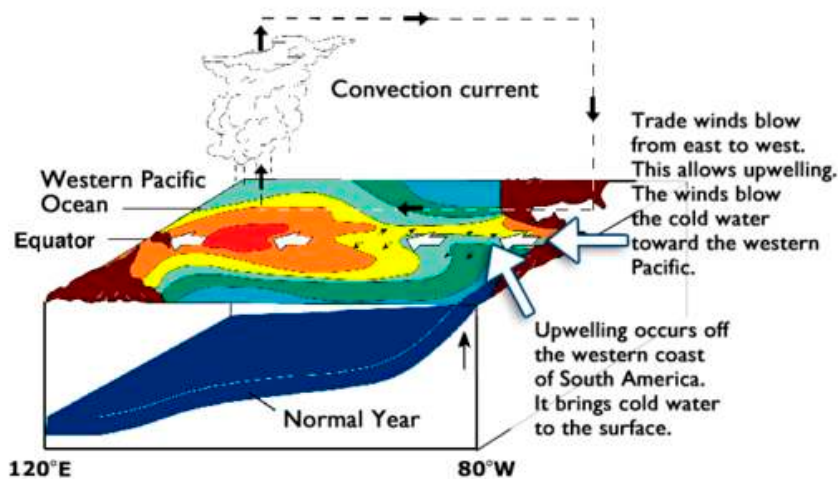 Convection current
Trade winds blow
from east to west.
This allows upwelling.
The winds blow
the cold water
toward the western
Pacific.
Western Pacific
Ocean
Equator
Upwelling occurs off
the western coast
of South America.
It brings cold water
to the surface.
Normal Year
120°E
80°W